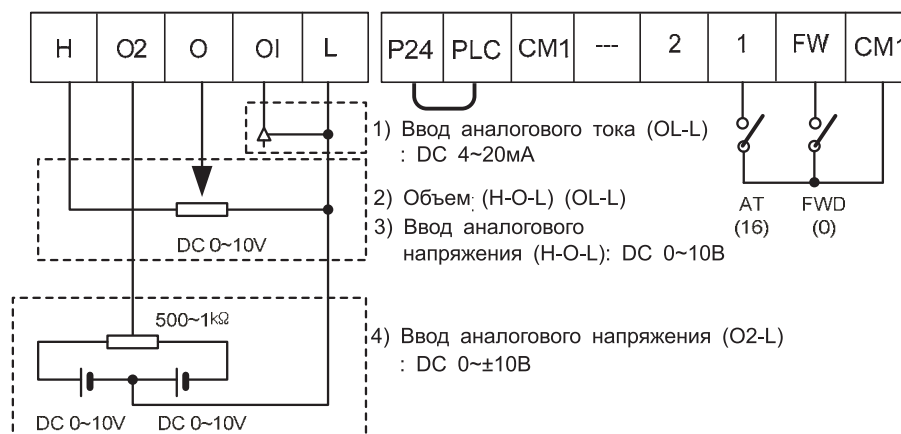 H O2 O OI L P24 PLC CM1 --- 2 1 FW CM1
1) Ввод аналогового тока (OL-L)
: DC 4~20мА
2) Объем: (H-O-L) (OL-L)
3) Ввод аналогового
напряжения (H-O-L): DC 0~10В
DC 0~10V
AT FWD
(16) (0)
500~1kΩ
4) Ввод аналогового напряжения (O2-L)
: DC 0~±10В
DC 0~10V DC 0~10V